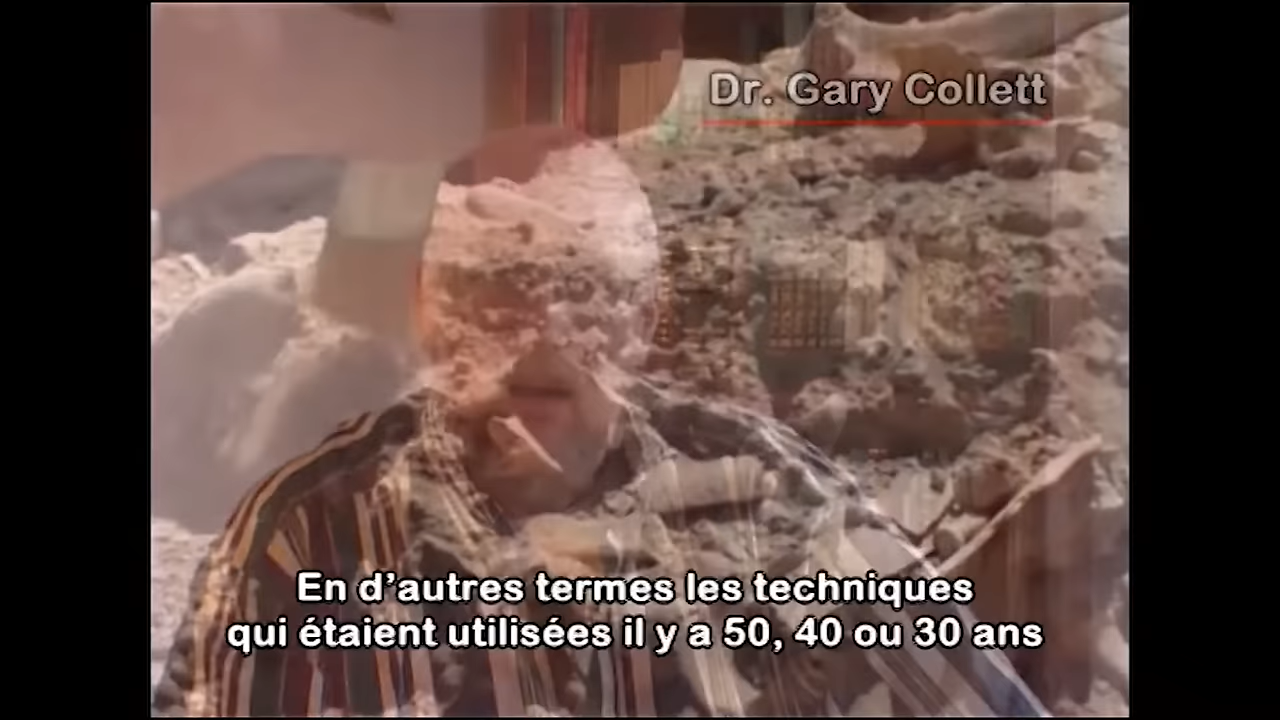 Dr. Gary Collett
En d’autres termes les techniques
qui étaient utilisées il y a 50, 40 ou 30 ans